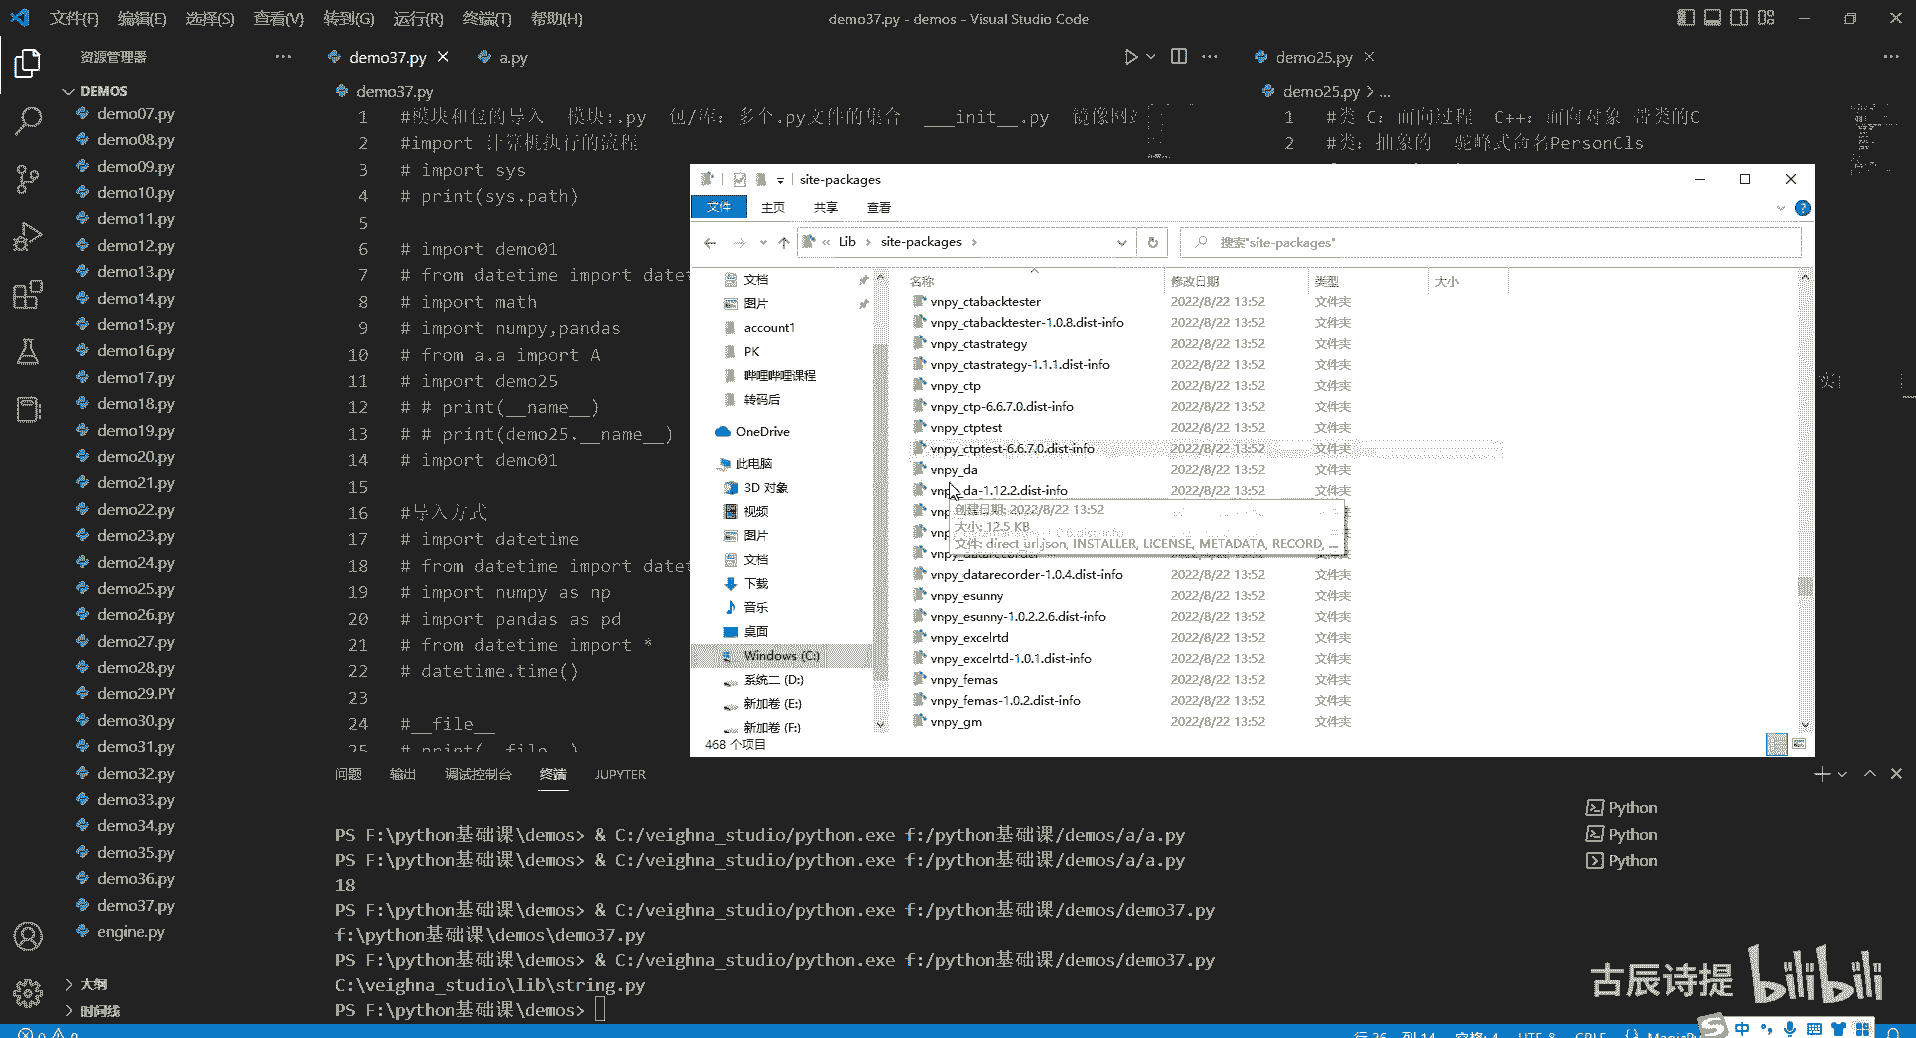 文件(F) 编辑(E) 选择(S) 查看(V) 转到(G) 运行(R) 终端(T) 帮助(H)
demo37.py - demos - Visual Studio Code
资源管理器
DEMOS
demo07.py
demo08.py
demo09.py
demo10.py
demo11.py
demo12.py
demo13.py
demo14.py
demo15.py
demo16.py
demo17.py
demo18.py
demo19.py
demo20.py
demo21.py
demo22.py
demo23.py
demo24.py
demo25.py
demo26.py
demo27.py
demo28.py
demo29.PY
demo30.py
demo31.py
demo32.py
demo33.py
demo34.py
demo35.py
demo36.py
demo37.py
engine.py
大纲
时间线
demo37.py a.py
demo37.py
1 #模块和包的导入 模块:.py 包/库: 多个.py文件的集合 ___init__.py 镜像网
2 #import 计算机执行的流程
3 # import sys
4 # print(sys.path)
5
6 # import demo01
7 # from datetime import datet
8 # import math
9 # import numpy,pandas
10 # from a.a import A
11 # import demo25
12 # # print(__name__)
13 # # print(demo25.__name__)
14 # import demo01
15
16 #导入方式
17 # import datetime
18 # from datetime import datet
19 # import numpy as np
20 # import pandas as pd
21 # from datetime import *
22 # datetime.time()
23
24 #__file__
25 # print(__file__)
demo25.py
demo25.py > ...
1 #类 C: 面向过程 C++: 面向对象 带类的C
2 #类: 抽象的 驼峰式命名PersonCls
site-packages
文件 主页 共享 查看
Lib > site-packages >
搜索"site-packages"
文档
图片
account1
PK
哔哩哔哩课程
转码后
OneDrive
此电脑
3D 对象
视频
图片
文档
下载
音乐
桌面
Windows (C:)
系统二 (D:)
新加卷 (E:)
新加卷 (F:)
468 个项目
名称 修改日期 类型 大小
vnpy_ctabacktester 2022/8/22 13:52 文件夹
vnpy_ctabacktester-1.0.8.dist-info 2022/8/22 13:52 文件夹
vnpy_ctastrategy 2022/8/22 13:52 文件夹
vnpy_ctastrategy-1.1.1.dist-info 2022/8/22 13:52 文件夹
vnpy_ctp 2022/8/22 13:52 文件夹
vnpy_ctp-6.6.7.0.dist-info 2022/8/22 13:52 文件夹
vnpy_ctptest 2022/8/22 13:52 文件夹
vnpy_ctptest-6.6.7.0.dist-info 2022/8/22 13:52 文件夹
vnpy_da 2022/8/22 13:52 文件夹
vnpy_da-1.12.2.dist-info 2022/8/22 13:52 文件夹
创建日期: 2022/8/22 13:52
大小: 12.5 KB
文件: direct_url.json, INSTALLER, LICENSE, METADATA, RECORD, ...
vnpy_datarecorder
vnpy_datarecorder-1.0.4.dist-info 2022/8/22 13:52 文件夹
vnpy_esunny 2022/8/22 13:52 文件夹
vnpy_esunny-1.0.2.2.6.dist-info 2022/8/22 13:52 文件夹
vnpy_excelrtd 2022/8/22 13:52 文件夹
vnpy_excelrtd-1.0.1.dist-info 2022/8/22 13:52 文件夹
vnpy_femas 2022/8/22 13:52 文件夹
vnpy_femas-1.0.2.dist-info 2022/8/22 13:52 文件夹
vnpy_gm 2022/8/22 13:52 文件夹
问题 输出 调试控制台 终端 JUPYTER
PS F:\python基础课\demos> & C:/veighna_studio/python.exe f:/python基础课/demos/a/a.py
PS F:\python基础课\demos> & C:/veighna_studio/python.exe f:/python基础课/demos/a/a.py
18
PS F:\python基础课\demos> & C:/veighna_studio/python.exe f:/python基础课/demos/demo37.py
f:\python基础课\demos\demo37.py
PS F:\python基础课\demos> & C:/veighna_studio/python.exe f:/python基础课/demos/demo37.py
C:\veighna_studio\lib\string.py
PS F:\python基础课\demos>
Python
Python
Python
古辰诗提 bilibili
中